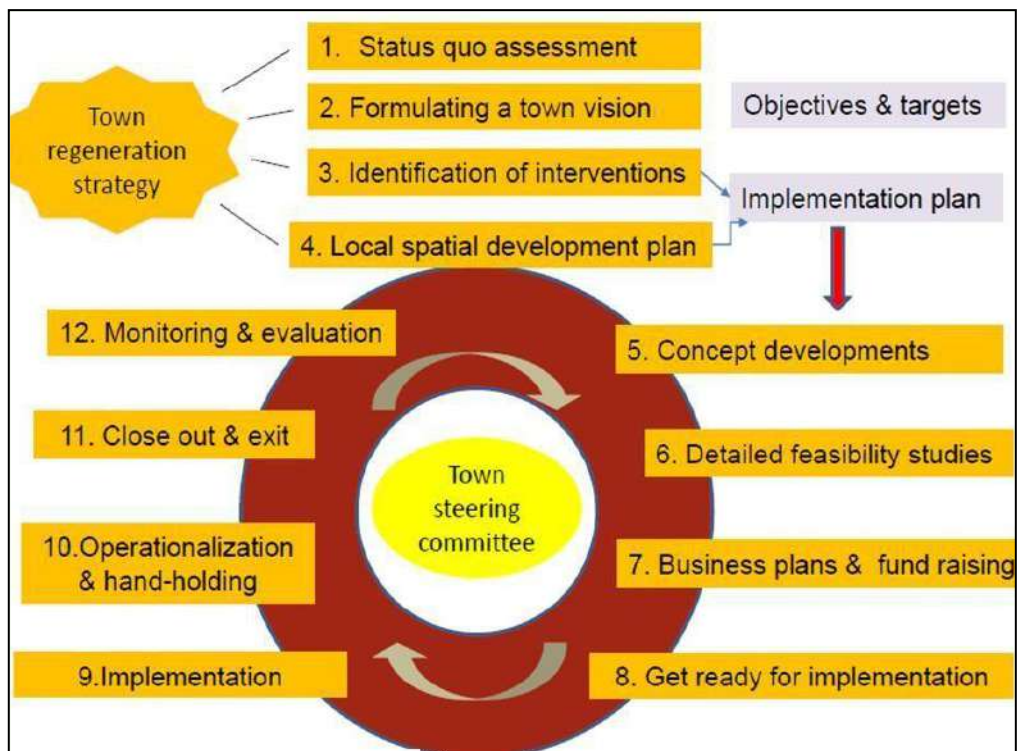 Town
regeneration
strategy
1. Status quo assessment
2. Formulating a town vision
3. Identification of interventions
4. Local spatial development plan
Objectives & targets
Implementation plan
5. Concept developments
6. Detailed feasibility studies
7. Business plans & fund raising
8. Get ready for implementation
9.Implementation
10.Operationalization
& hand-holding
11. Close out & exit
12. Monitoring & evaluation
Town
steering
committee